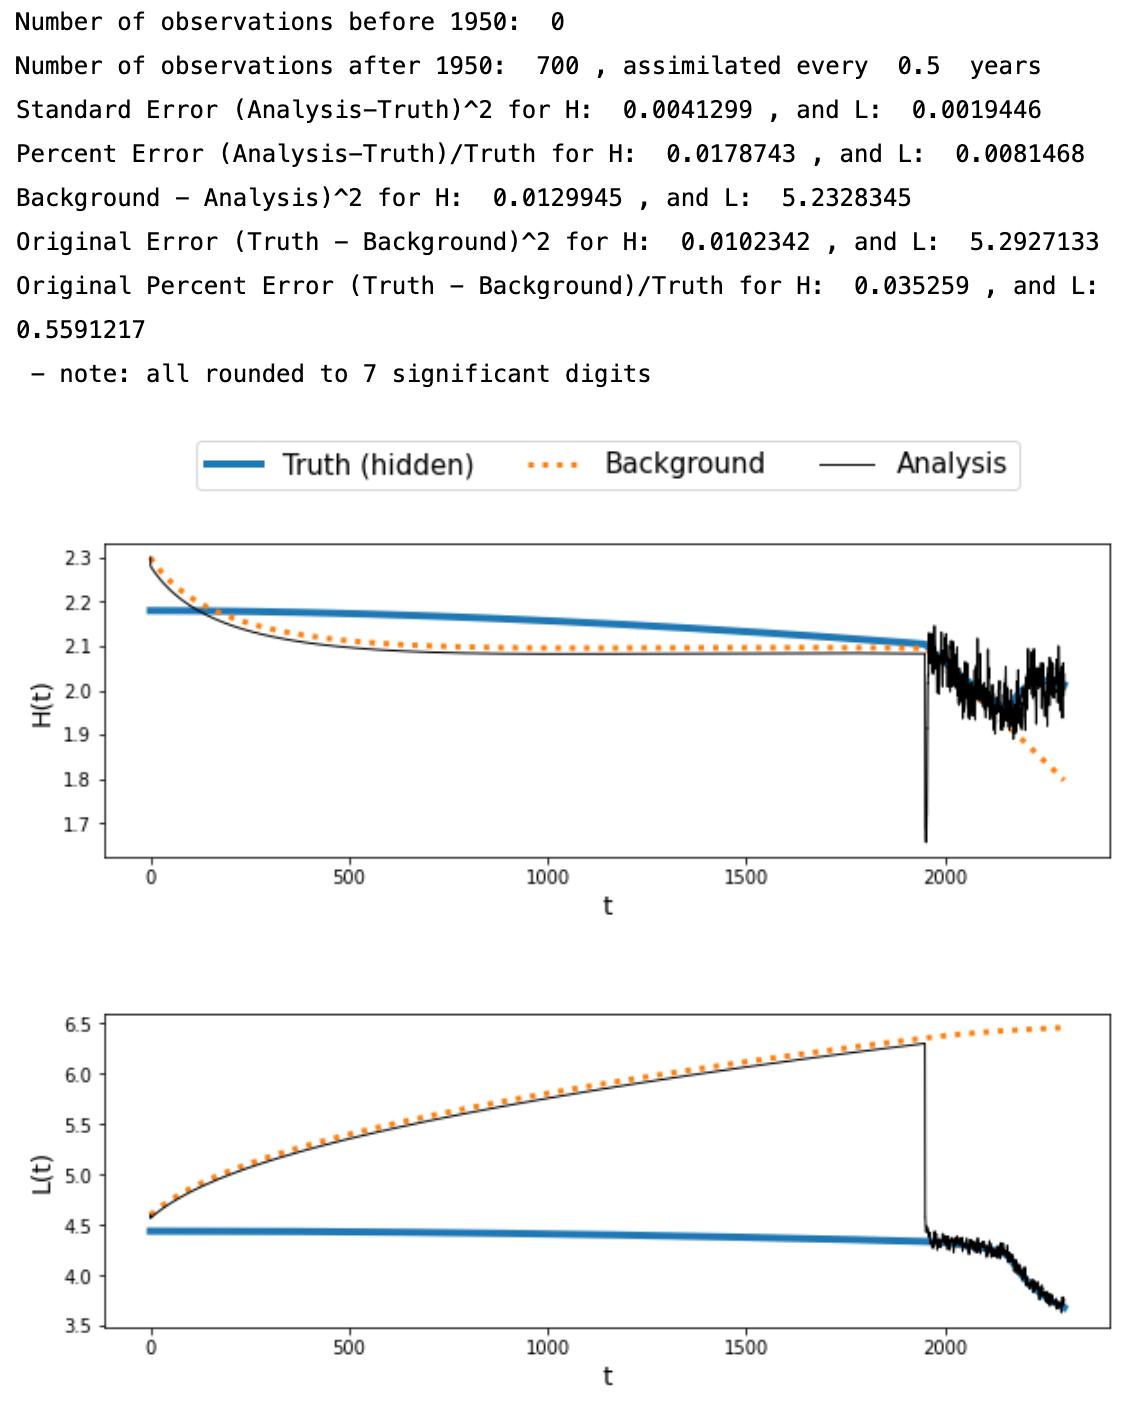 Number of observations before 1950:  0
Number of observations after 1950:  700 , assimilated every  0.5  years
Standard Error (Analysis-Truth)^2 for H:  0.0041299 , and L:  0.0019446
Percent Error (Analysis-Truth)/Truth for H:  0.0178743 , and L:  0.0081468
Background - Analysis)^2 for H:  0.0129945 , and L:  5.2328345
Original Error (Truth - Background)^2 for H:  0.0102342 , and L:  5.2927133
Original Percent Error (Truth - Background)/Truth for H:  0.035259 , and L:
0.5591217
 - note: all rounded to 7 significant digits
Truth (hidden) Background Analysis
2.3
2.2
2.1
2.0
1.9
1.8
1.7
H(t)
0 500 1000 1500 2000
t
6.5
6.0
5.5
5.0
4.5
4.0
3.5
L(t)
0 500 1000 1500 2000
t